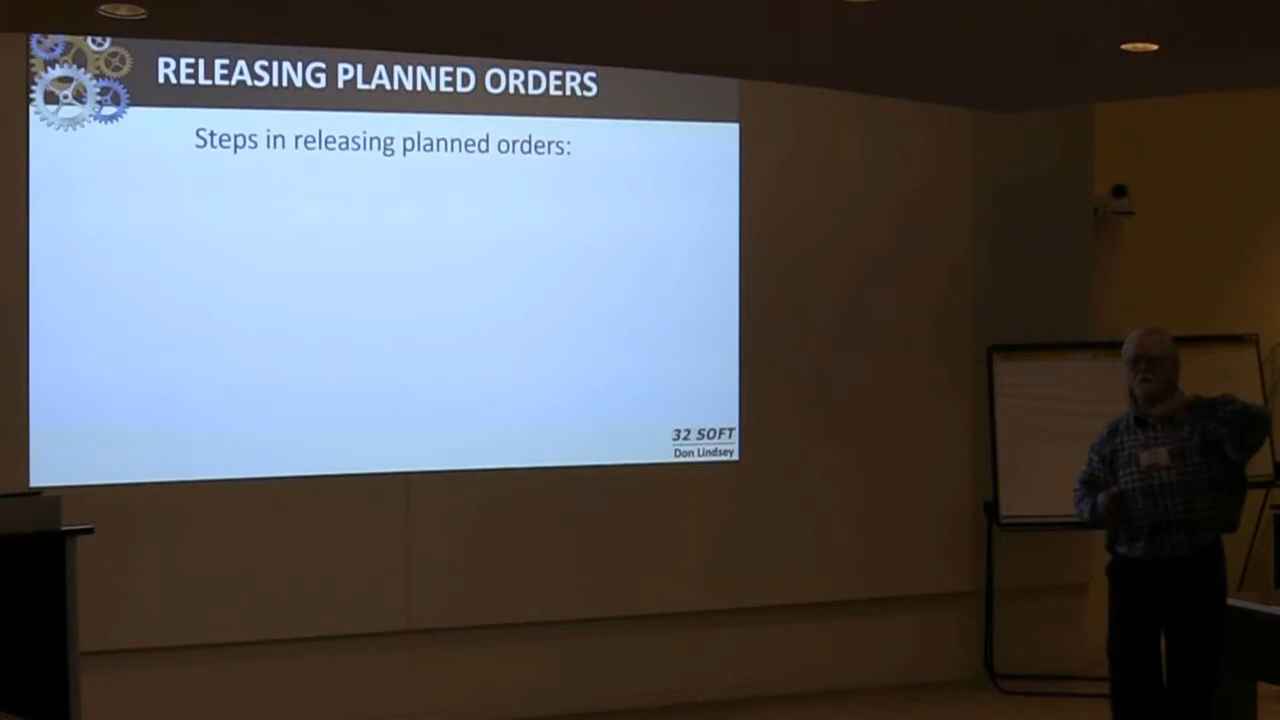 RELEASING PLANNED ORDERS
Steps in releasing planned orders:
32 SOFT
Don Lindsey